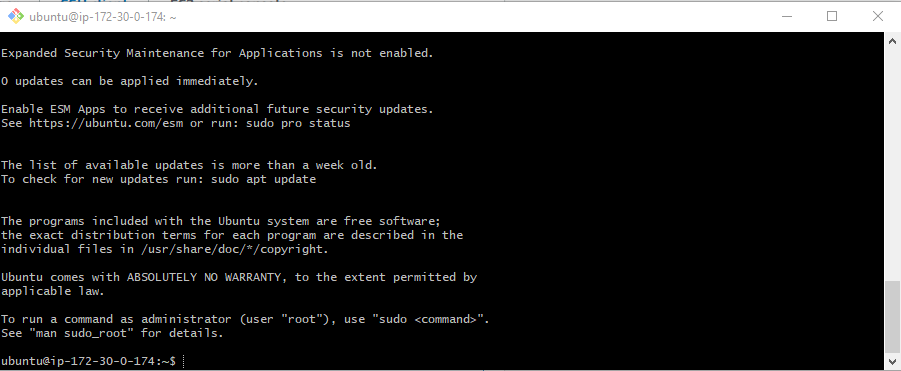 ubuntu@ip-172-30-0-174: ~
Expanded Security Maintenance for Applications is not enabled.
0 updates can be applied immediately.
Enable ESM Apps to receive additional future security updates.
See https://ubuntu.com/esm or run: sudo pro status
The list of available updates is more than a week old.
To check for new updates run: sudo apt update
The programs included with the Ubuntu system are free software;
the exact distribution terms for each program are described in the
individual files in /usr/share/doc/*/copyright.
Ubuntu comes with ABSOLUTELY NO WARRANTY, to the extent permitted by
applicable law.
To run a command as administrator (user "root"), use "sudo <command>".
See "man sudo_root" for details.
ubuntu@ip-172-30-0-174:~$